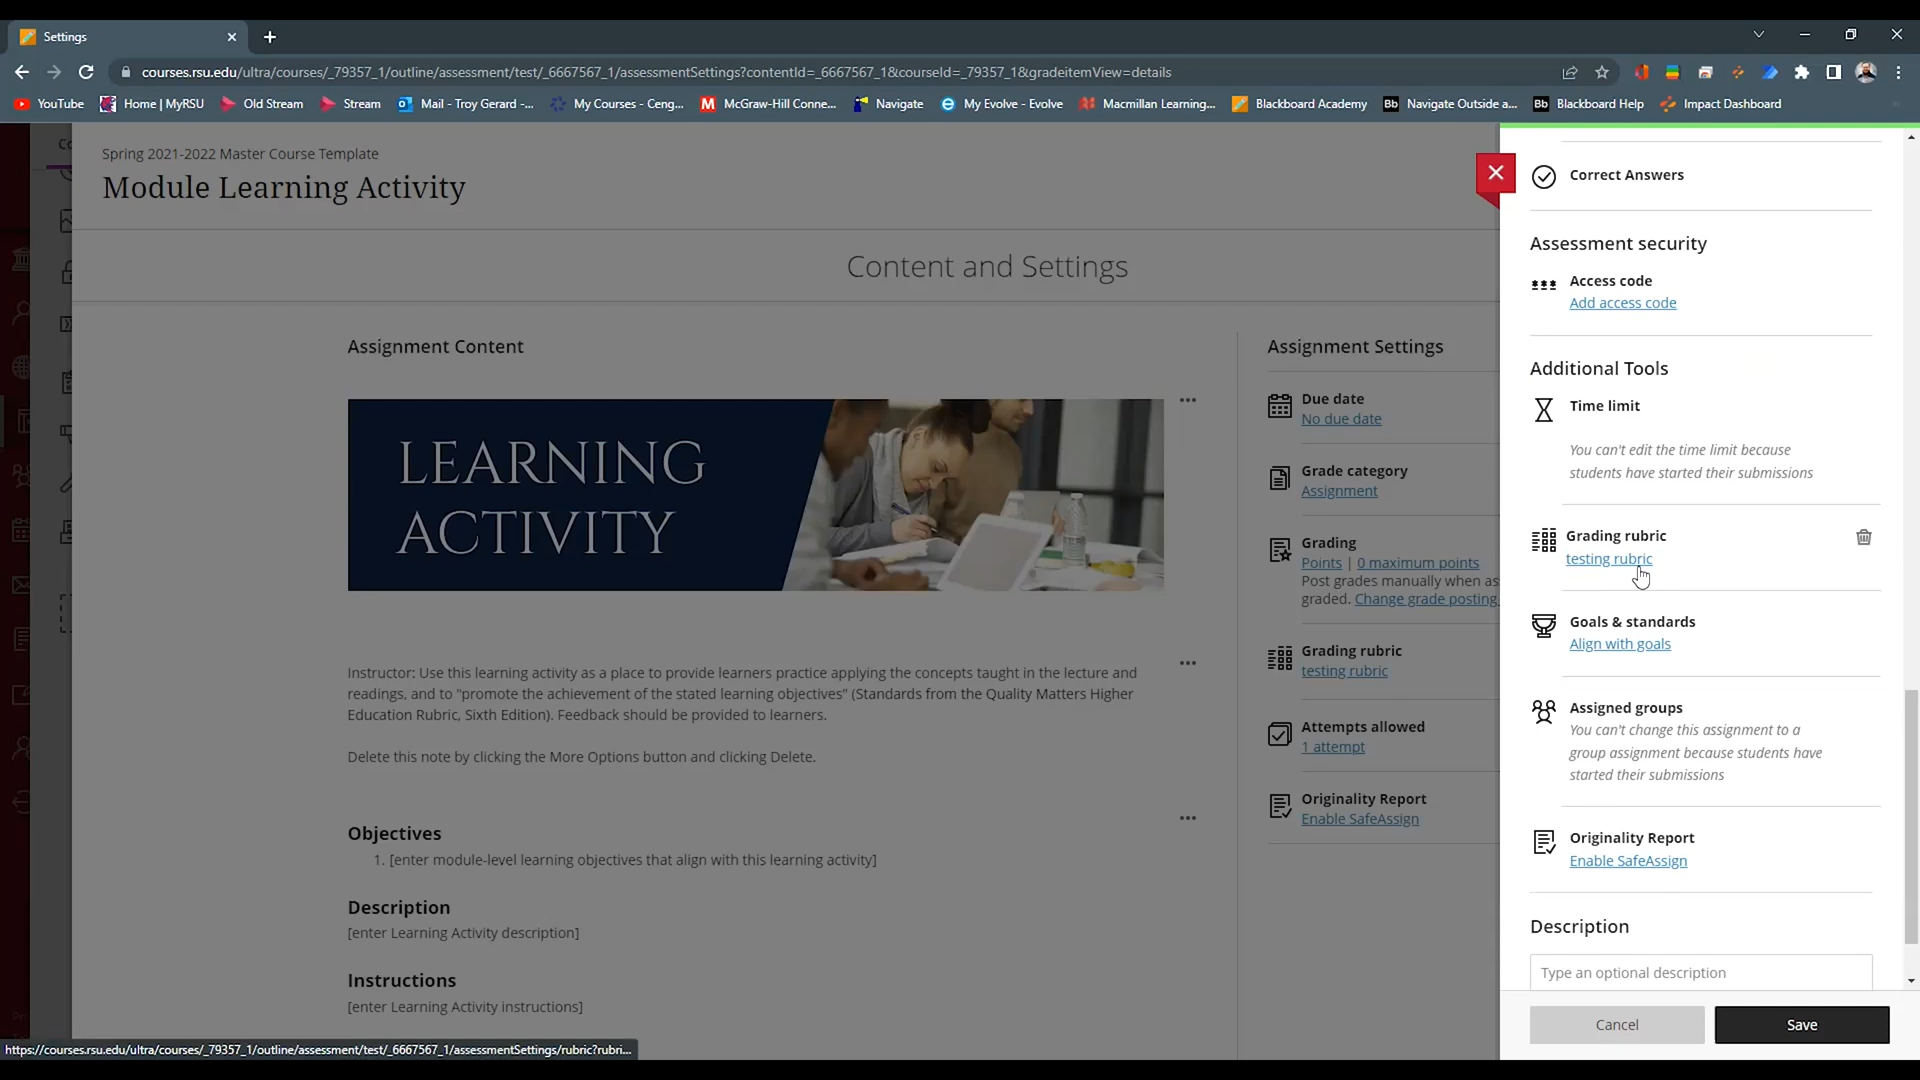 Settings
courses.rsu.edu/ultra/courses/_79357_1/outline/assessment/test/_6667567_1/assessmentSettings?contentId=_6667567_1&courseId=_79357_1&gradeitemView=details
YouTube Home | MyRSU Old Stream Stream Mail - Troy Gerard -... My Courses - Ceng... McGraw-Hill Conne... Navigate My Evolve - Evolve Macmillan Learning... Blackboard Academy Bb Navigate Outside a... Bb Blackboard Help Impact Dashboard
Spring 2021-2022 Master Course Template
Module Learning Activity
Content and Settings
Assignment Content
LEARNING
ACTIVITY
Instructor: Use this learning activity as a place to provide learners practice applying the concepts taught in the lecture and
readings, and to "promote the achievement of the stated learning objectives" (Standards from the Quality Matters Higher
Education Rubric, Sixth Edition). Feedback should be provided to learners.
Delete this note by clicking the More Options button and clicking Delete.
Objectives
1. [enter module-level learning objectives that align with this learning activity]
Description
[enter Learning Activity description]
Instructions
[enter Learning Activity instructions]
Assignment Settings
Due date
No due date
Grade category
Assignment
Grading
Points | 0 maximum points
Post grades manually when as
graded. Change grade posting
Grading rubric
testing rubric
Attempts allowed
1 attempt
Originality Report
Enable SafeAssign
Correct Answers
Assessment security
Access code
Add access code
Additional Tools
Time limit
You can't edit the time limit because
students have started their submissions
Grading rubric
testing rubric
Goals & standards
Align with goals
Assigned groups
You can't change this assignment to a
group assignment because students have
started their submissions
Originality Report
Enable SafeAssign
Description
Type an optional description
Cancel Save
https://courses.rsu.edu/ultra/courses/_79357_1/outline/assessment/test/_6667567_1/assessmentSettings/rubric?rubri...